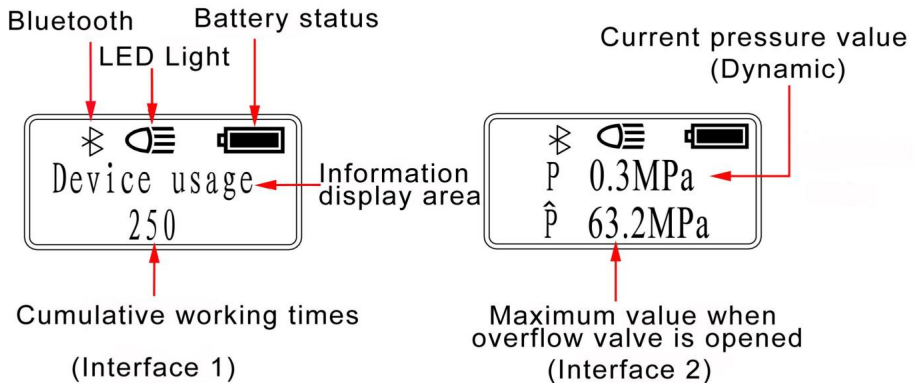 Bluetooth
Battery status
LED Light
Device usage
250
Information
display area
Cumulative working times
(Interface 1)
Current pressure value
(Dynamic)
P 0.3MPa
P̂ 63.2MPa
Maximum value when
overflow valve is opened
(Interface 2)